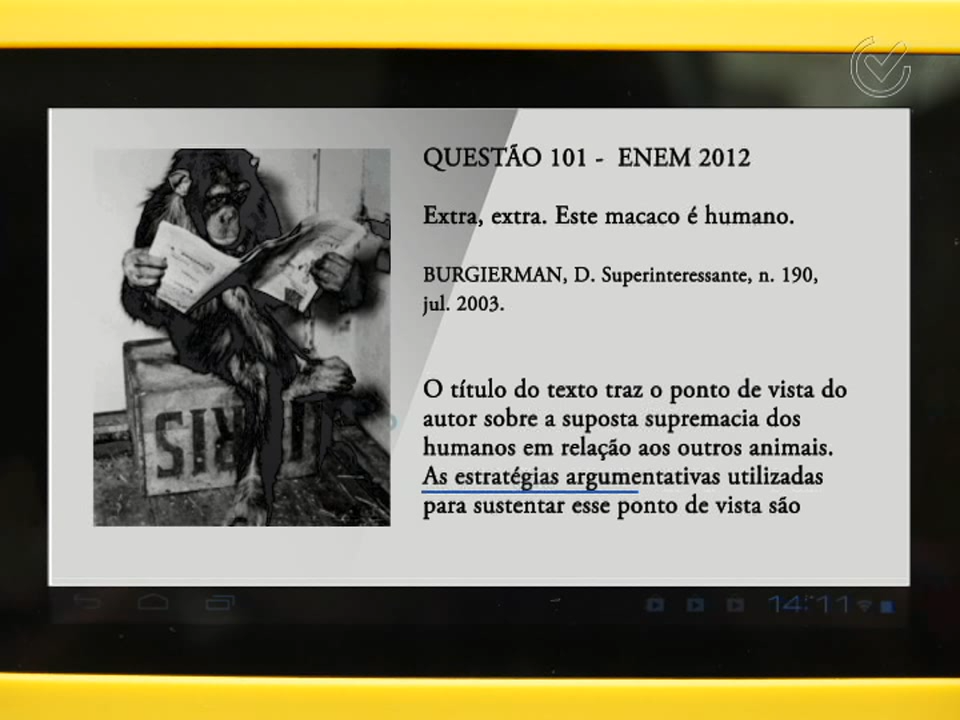 QUESTÃO 101 - ENEM 2012
Extra, extra. Este macaco é humano.
BURGIERMAN, D. Superinteressante, n. 190,
jul. 2003.
O título do texto traz o ponto de vista do
autor sobre a suposta supremacia dos
humanos em relação aos outros animais.
As estratégias argumentativas utilizadas
para sustentar esse ponto de vista são
14:11